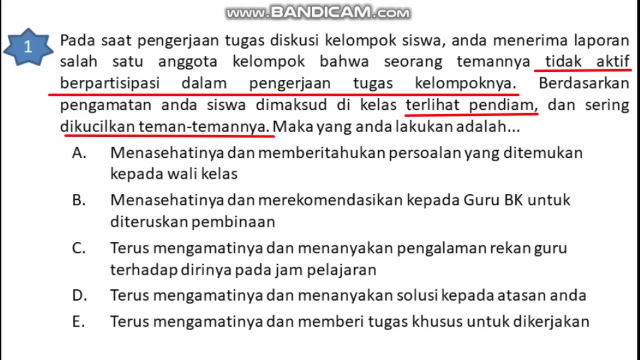 www.BANDICAM.com
1
Pada saat pengerjaan tugas diskusi kelompok siswa, anda menerima laporan
salah satu anggota kelompok bahwa seorang temannya tidak aktif
berpartisipasi dalam pengerjaan tugas kelompoknya. Berdasarkan
pengamatan anda siswa dimaksud di kelas terlihat pendiam, dan sering
dikucilkan teman-temannya. Maka yang anda lakukan adalah...
A. Menasehatinya dan memberitahukan persoalan yang ditemukan
kepada wali kelas
B. Menasehatinya dan merekomendasikan kepada Guru BK untuk
diteruskan pembinaan
C. Terus mengamatinya dan menanyakan pengalaman rekan guru
terhadap dirinya pada jam pelajaran
D. Terus mengamatinya dan menanyakan solusi kepada atasan anda
E. Terus mengamatinya dan memberi tugas khusus untuk dikerjakan